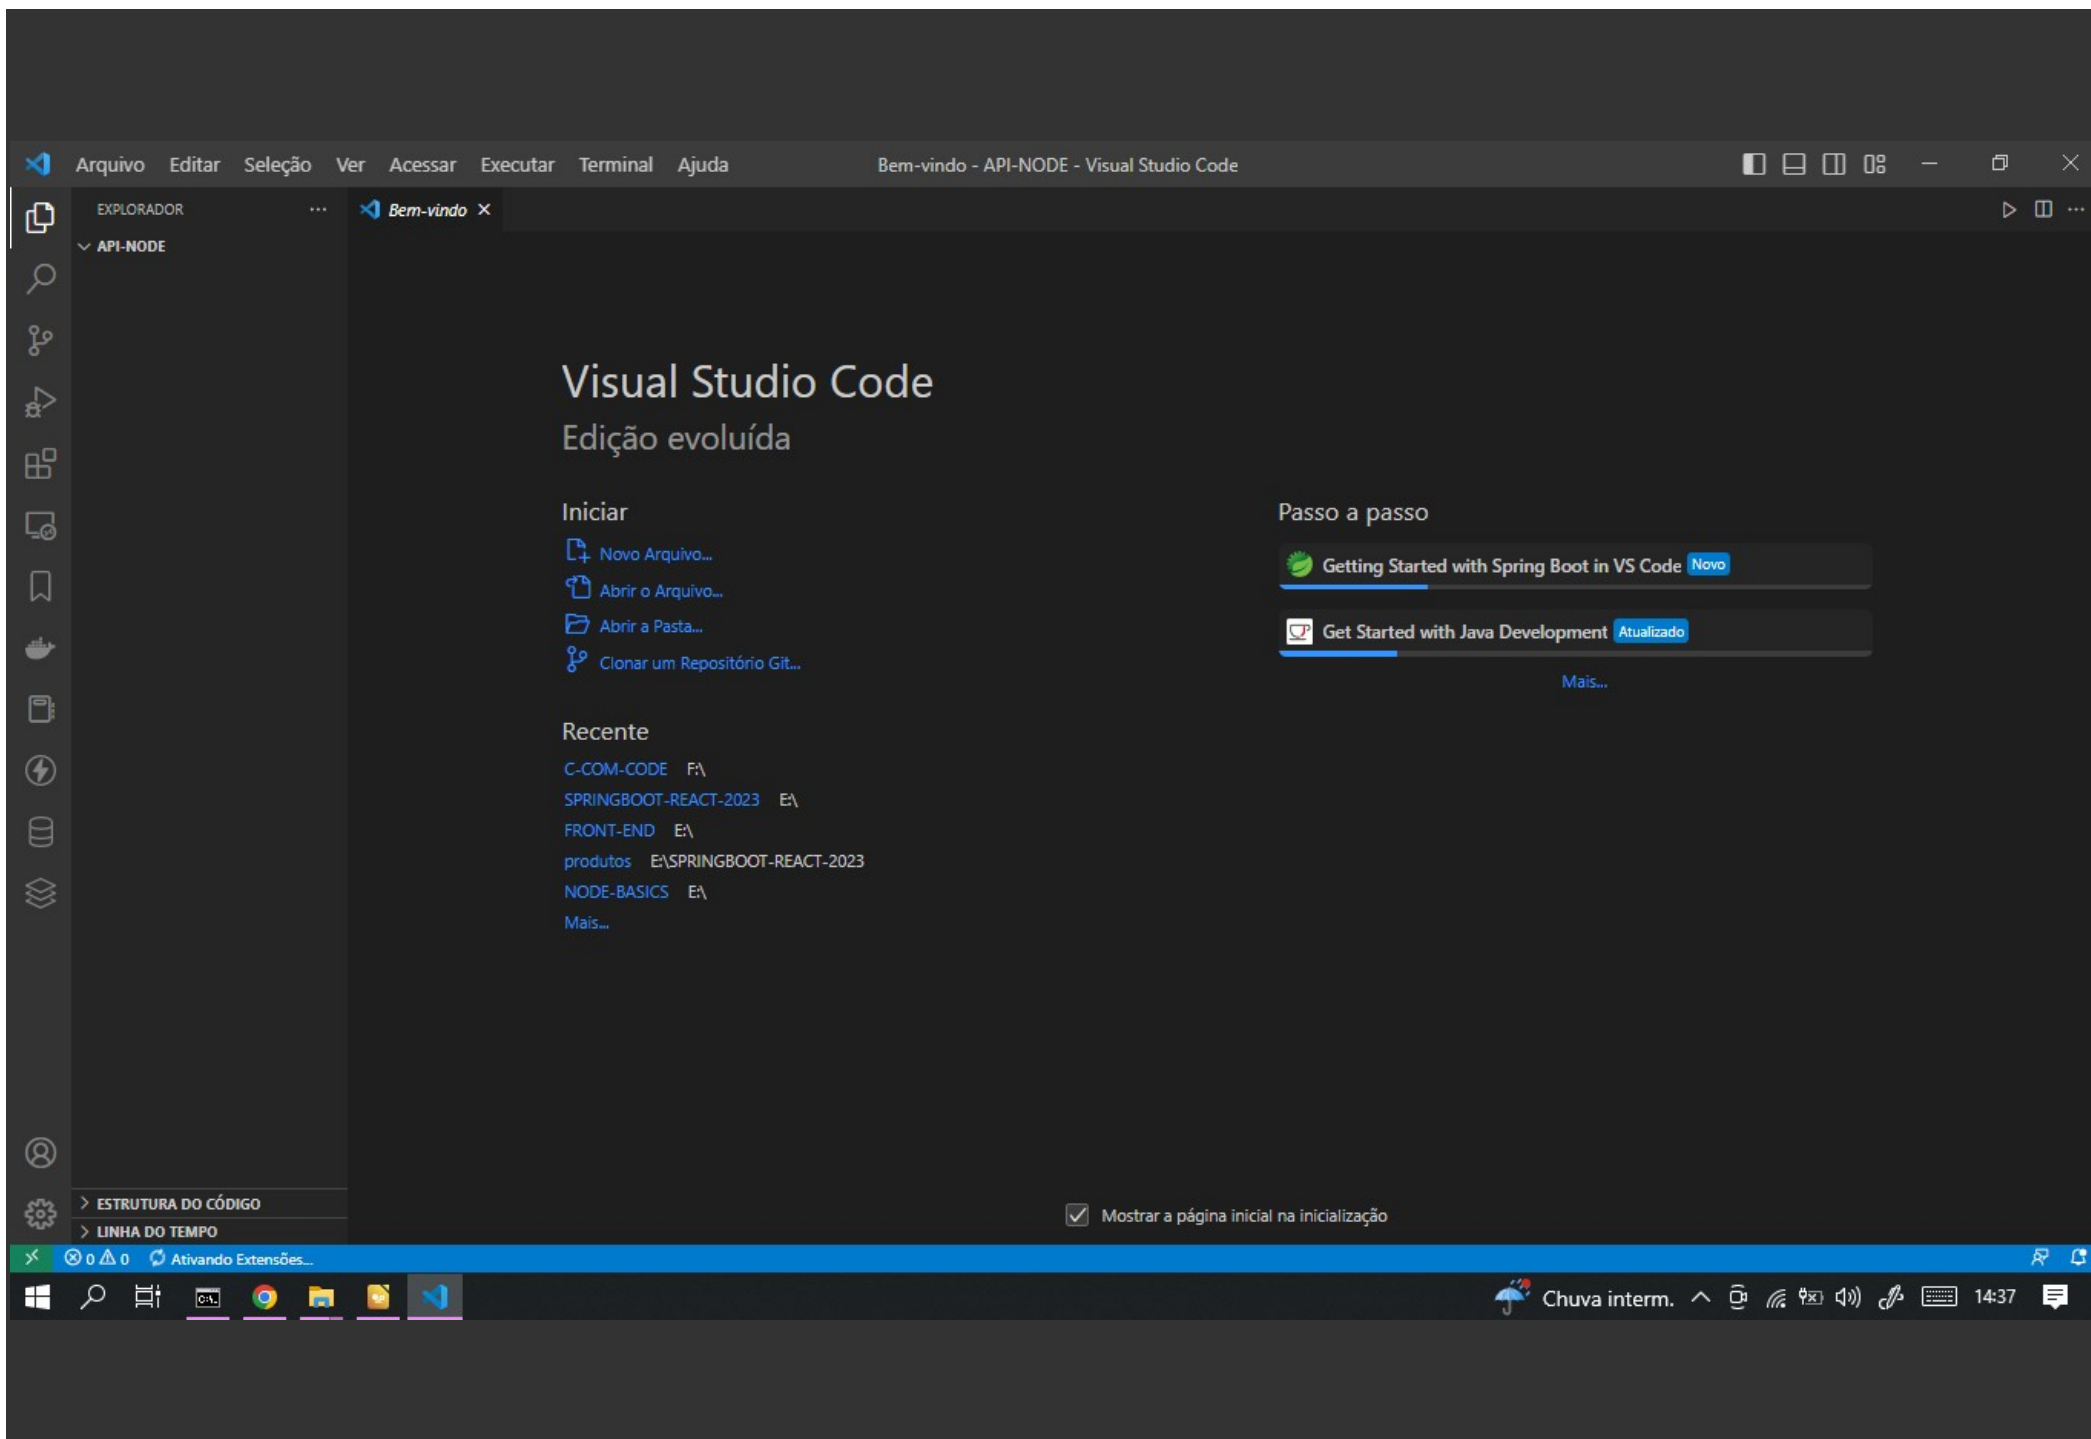 Arquivo Editar Seleção Ver Acessar Executar Terminal Ajuda Bem-vindo - API-NODE - Visual Studio Code
EXPLORADOR
Bem-vindo
API-NODE
Visual Studio Code
Edição evoluída
Iniciar
Novo Arquivo...
Abrir o Arquivo...
Abrir a Pasta...
Clonar um Repositório Git...
Recente
C-COM-CODE F:\
SPRINGBOOT-REACT-2023 E:\
FRONT-END E:\
produtos E:\SPRINGBOOT-REACT-2023
NODE-BASICS E:\
Mais...
Passo a passo
Getting Started with Spring Boot in VS Code Novo
Get Started with Java Development Atualizado
Mais...
ESTRUTURA DO CÓDIGO
LINHA DO TEMPO
Mostrar a página inicial na inicialização
0 0 Ativando Extensões...
C:\.
Chuva interm. 14:37